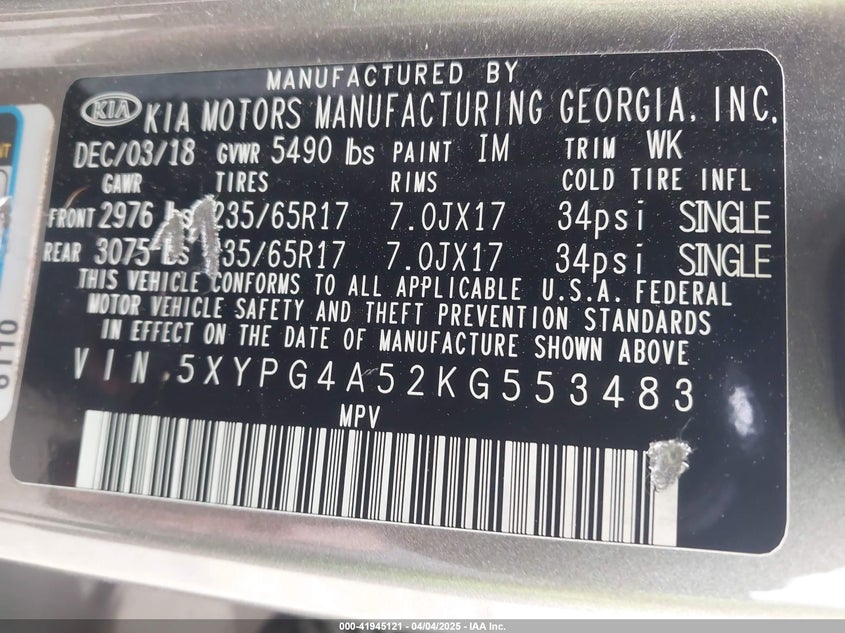 MANUFACTURED BY
KIA KIA MOTORS MANUFACTURING GEORGIA, INC.
DEC/03/18 GVWR 5490 lbs PAINT IM TRIM WK
GAWR TIRES RIMS COLD TIRE INFL
FRONT 2976 lbs 235/65R17 7.0JX17 34psi SINGLE
REAR 3075 lbs 35/65R17 7.0JX17 34psi SINGLE
THIS VEHICLE CONFORMS TO ALL APPLICABLE U.S.A. FEDERAL
MOTOR VEHICLE SAFETY AND THEFT PREVENTION STANDARDS
IN EFFECT ON THE DATE OF MANUFACTURE SHOWN ABOVE
VIN.5XYPG4A52KG553483
MPV
000-41945121 - 04/04/2025 - IAA Inc.